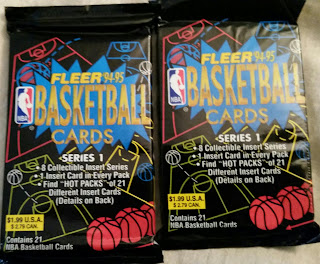 FLEER '94-95
NBA
BASKETBALL
CARDS
SERIES 1
•8 Collectible Insert Series
•1 Insert Card in Every Pack
•Find "HOT PACKS" of 21
Different Insert Cards
(Details on Back)
$1.99 U.S.A.
$2.79 CAN.
Contains 21
NBA Basketball Cards
FLEER '94-95
NBA
BASKETBALL
CARDS
SERIES 1
•8 Collectible Insert Series
•1 Insert Card in Every Pack
•Find "HOT PACKS" of 21
Different Insert Cards
(Details on Back)
$1.99 U.S.A.
$2.79 CAN.
Contains 21
NBA Basketball Cards